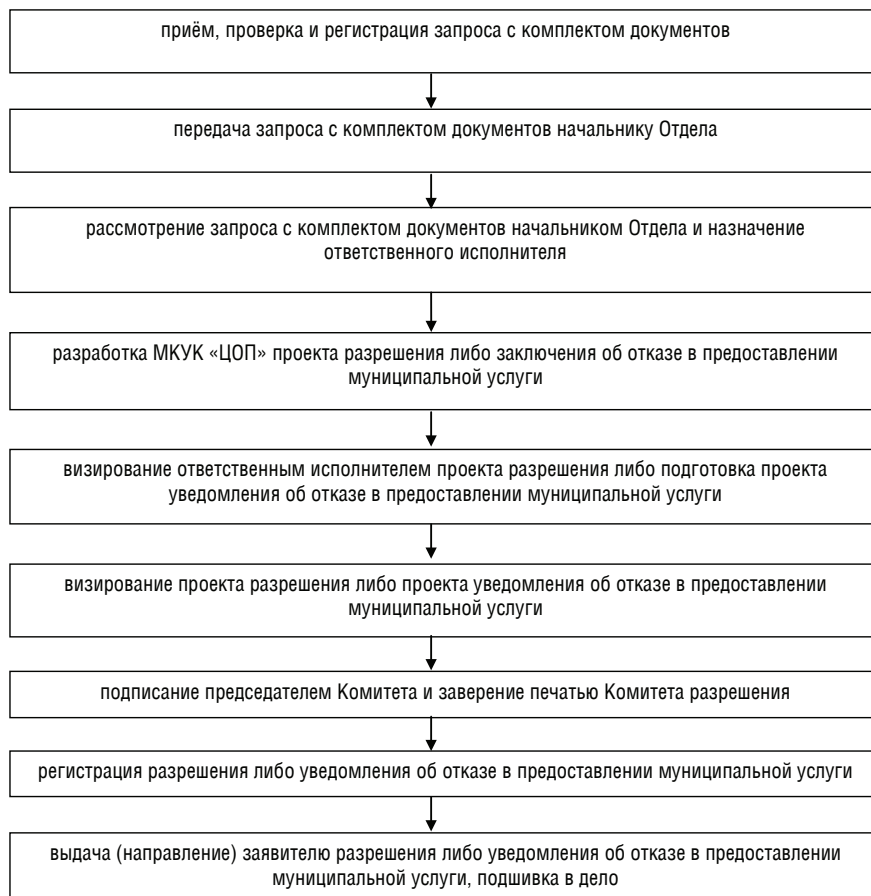 приём, проверка и регистрация запроса с комплектом документов
передача запроса с комплектом документов начальнику Отдела
рассмотрение запроса с комплектом документов начальником Отдела и назначение
ответственного исполнителя
разработка МКУК «ЦОП» проекта разрешения либо заключения об отказе в предоставлении
муниципальной услуги
визирование ответственным исполнителем проекта разрешения либо подготовка проекта
уведомления об отказе в предоставлении муниципальной услуги
визирование проекта разрешения либо проекта уведомления об отказе в предоставлении
муниципальной услуги
подписание председателем Комитета и заверение печатью Комитета разрешения
регистрация разрешения либо уведомления об отказе в предоставлении муниципальной услуги
выдача (направление) заявителю разрешения либо уведомления об отказе в предоставлении
муниципальной услуги, подшивка в дело